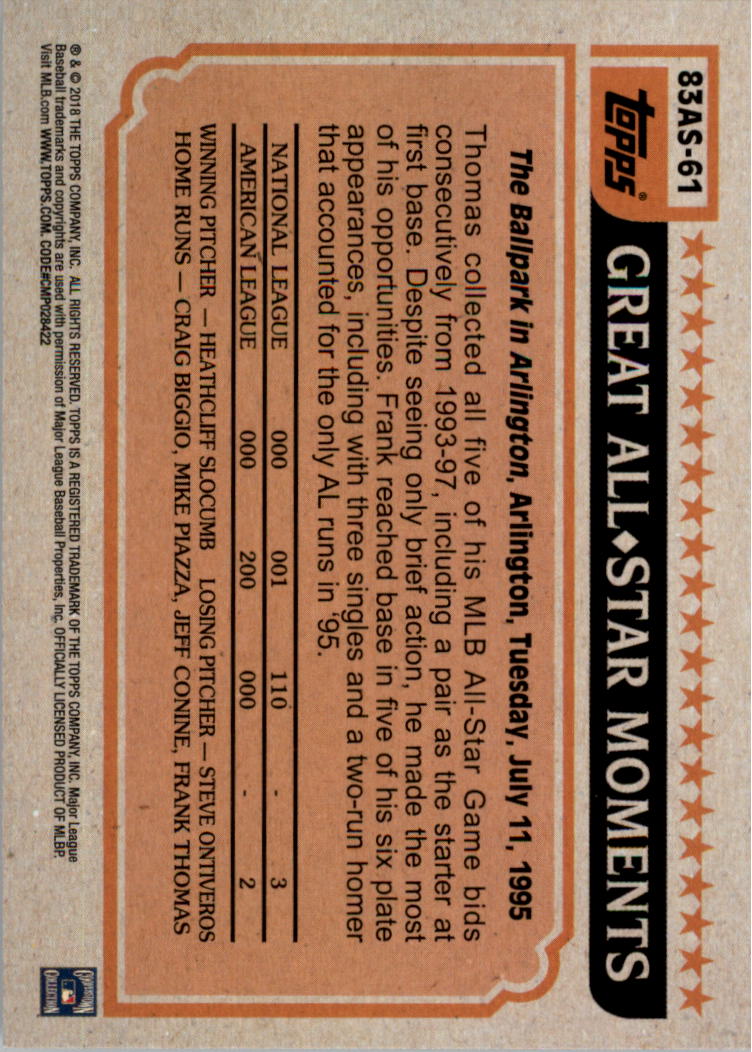 83AS-61
topps®
GREAT ALL♦STAR MOMENTS
The Ballpark in Arlington, Arlington, Tuesday, July 11, 1995
Thomas collected all five of his MLB All-Star Game bids
consecutively from 1993-97, including a pair as the starter at
first base. Despite seeing only brief action, he made the most
of his opportunities. Frank reached base in five of his six plate
appearances, including with three singles and a two-run homer
that accounted for the only AL runs in '95.
NATIONAL LEAGUE 000 001 110 - 3
AMERICAN LEAGUE 000 200 000 - 2
WINNING PITCHER — HEATHCLIFF SLOCUMB LOSING PITCHER — STEVE ONTIVEROS
HOME RUNS — CRAIG BIGGIO, MIKE PIAZZA, JEFF CONINE, FRANK THOMAS
® & © 2018 THE TOPPS COMPANY, INC. ALL RIGHTS RESERVED. TOPPS IS A REGISTERED TRADEMARK OF THE TOPPS COMPANY, INC. Major League
Baseball trademarks and copyrights are used with permission of Major League Baseball Properties, Inc. OFFICIALLY LICENSED PRODUCT OF MLBP.
Visit MLB.com WWW.TOPPS.COM. CODE#CMP028422
COOPERSTOWN
COLLECTION